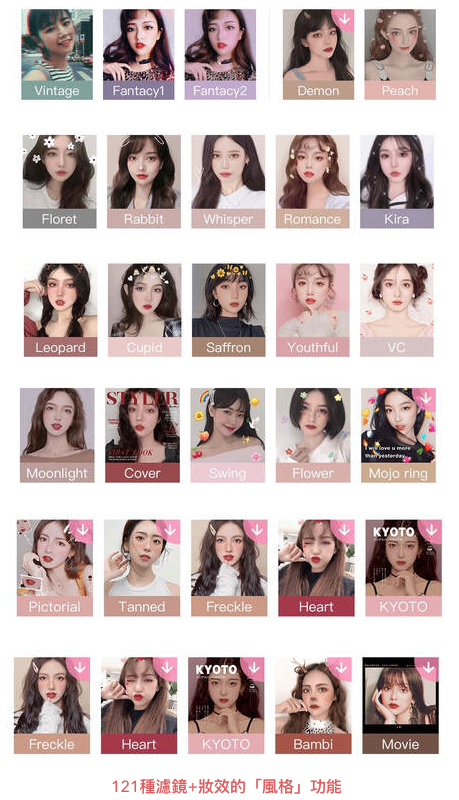 Vintage
Fantacy1
Fantacy2
Demon
Peach
Floret
Rabbit
Whisper
Romance
Kira
Leopard
Cupid
Saffron
Youthful
VC
STYLER
FIRST LOOK
I will love u more
than yesterday
Moonlight
Cover
Swing
Flower
Mojo ring
KYOTO
Pictorial
Tanned
Freckle
Heart
KYOTO
KYOTO
Freckle
Heart
KYOTO
Bambi
Movie
121種濾鏡+妝效的「風格」功能